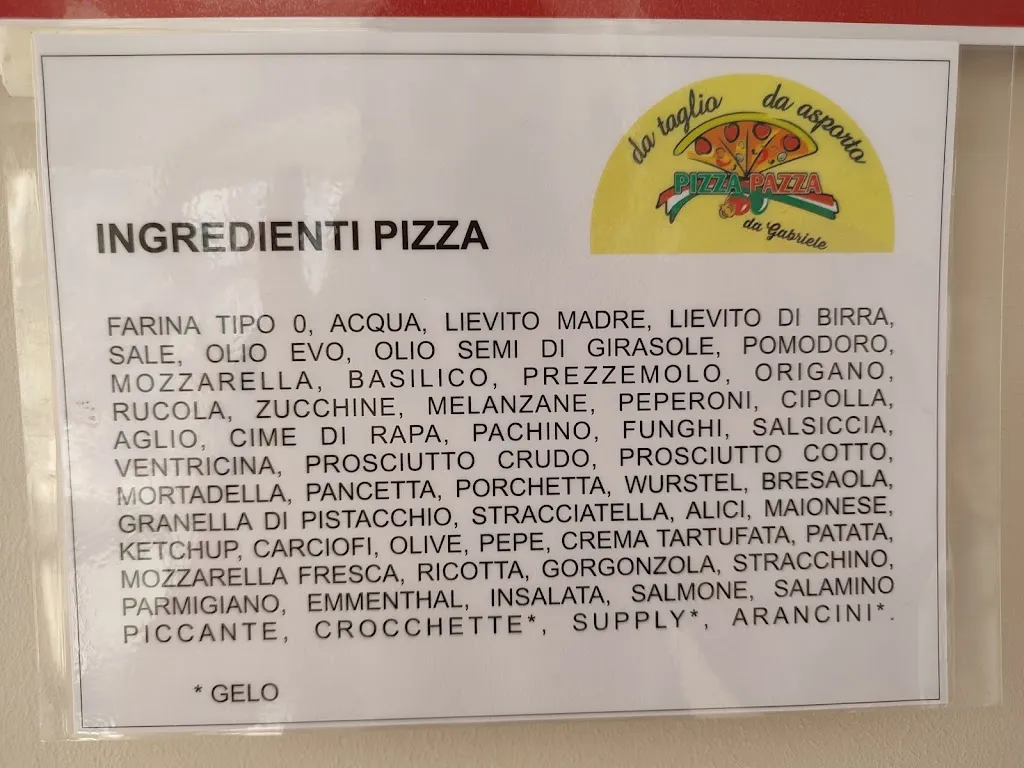 da taglio da asporto
PIZZA PAZZA
da Gabriele
INGREDIENTI PIZZA
FARINA TIPO 0, ACQUA, LIEVITO MADRE, LIEVITO DI BIRRA,
SALE, OLIO EVO, OLIO SEMI DI GIRASOLE, POMODORO,
MOZZARELLA, BASILICO, PREZZEMOLO, ORIGANO,
RUCOLA, ZUCCHINE, MELANZANE, PEPERONI, CIPOLLA,
AGLIO, CIME DI RAPA, PACHINO, FUNGHI, SALSICCIA,
VENTRICINA, PROSCIUTTO CRUDO, PROSCIUTTO COTTO,
MORTADELLA, PANCETTA, PORCHETTA, WURSTEL, BRESAOLA,
GRANELLA DI PISTACCHIO, STRACCIATELLA, ALICI, MAIONESE,
KETCHUP, CARCIOFI, OLIVE, PEPE, CREMA TARTUFATA, PATATA,
MOZZARELLA FRESCA, RICOTTA, GORGONZOLA, STRACCHINO,
PARMIGIANO, EMMENTHAL, INSALATA, SALMONE, SALAMINO
PICCANTE, CROCCHETTE*, SUPPLY*, ARANCINI*.
* GELO